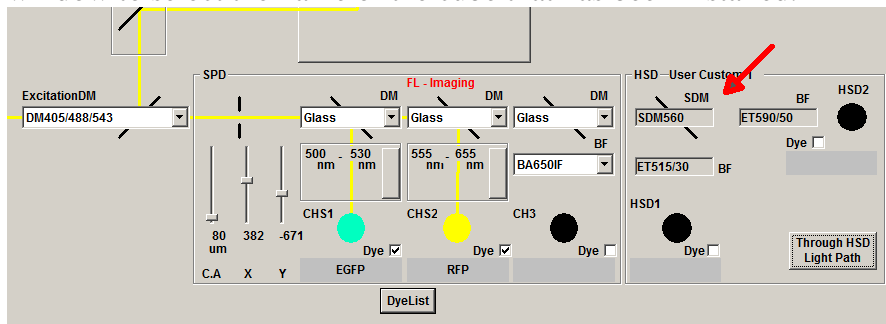 SPD
HSD User Custom 1
FL - Imaging
ExcitationDM
DM
DM
DM
SDM
BF
HSD2
DM405/488/543
Glass
Glass
Glass
SDM560
ET590/50
Dye
BF
500 - 530
nm nm
555 - 655
nm nm
BA650IF
ET515/30
BF
CHS1
CHS2
CH3
HSD1
80
um
382
-671
Dye
Dye
Dye
Dye
Through HSD
Light Path
C.A
X
Y
EGFP
RFP
DyeList